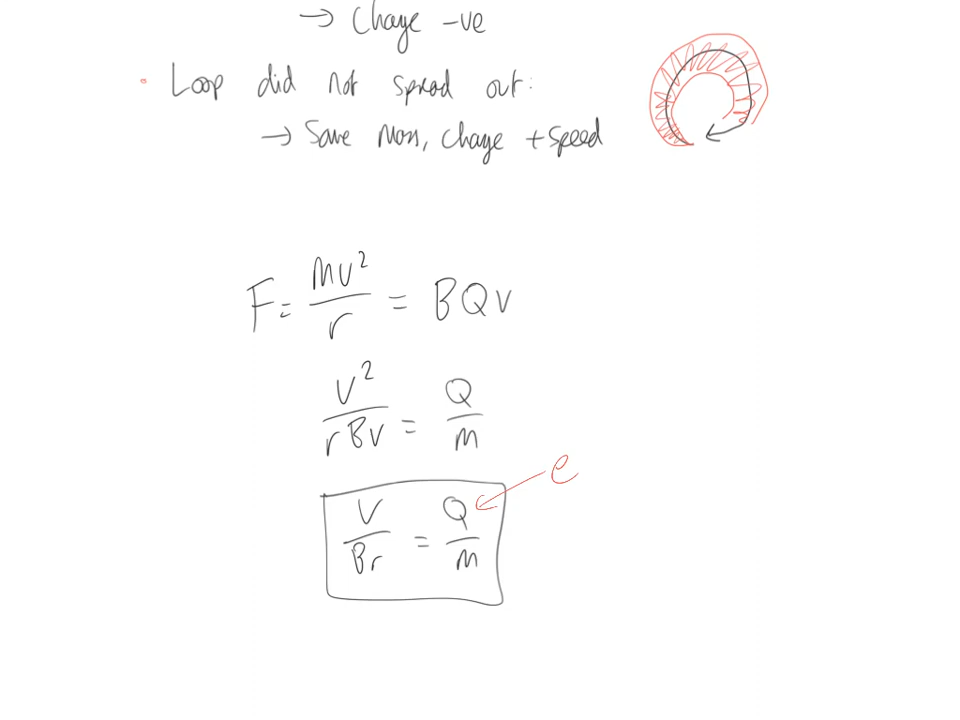 → Charge -ve
• Loop did not spread out:
→ Same Mass, charge + speed
F = mv²/r = BQv
v²/rBv = Q/m
e
v/Br = Q/m